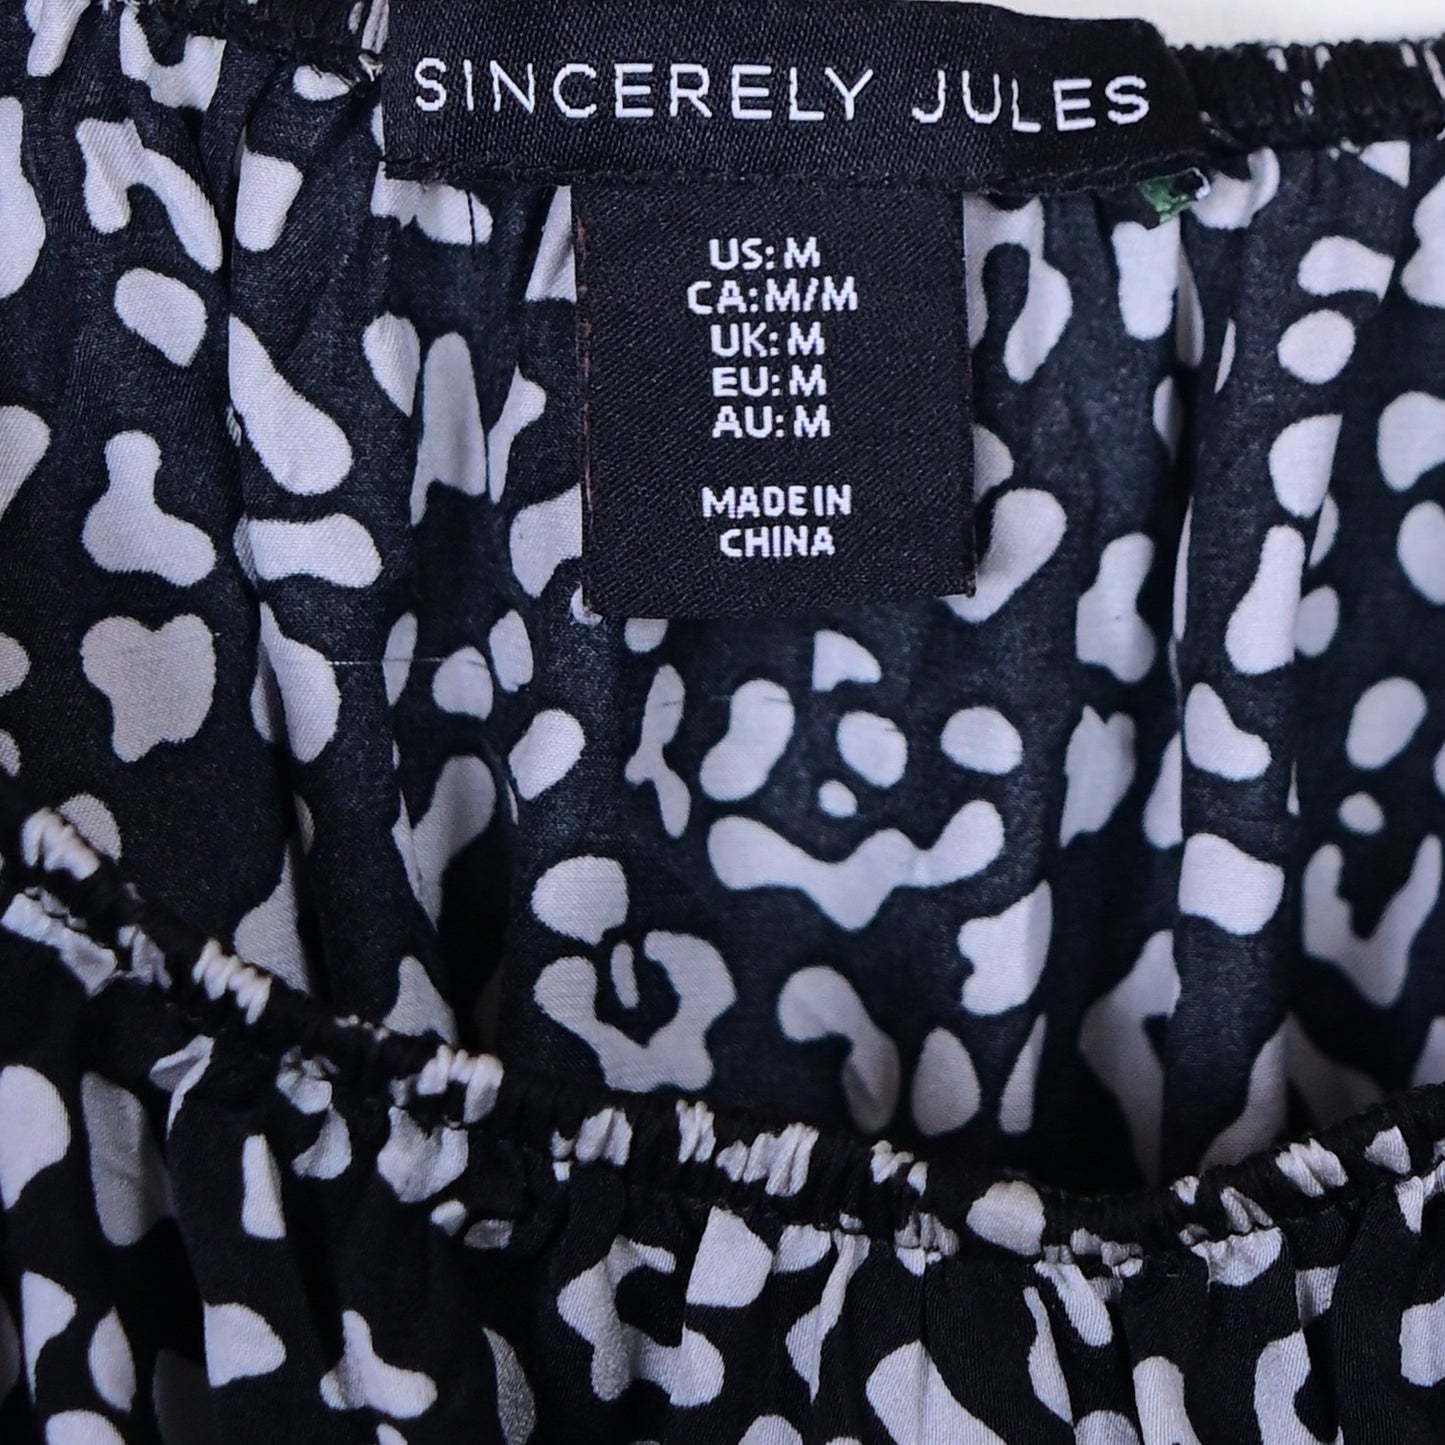 SINCERELY JULES
US: M
CA: M/M
UK: M
EU: M
AU: M
MADE IN
CHINA